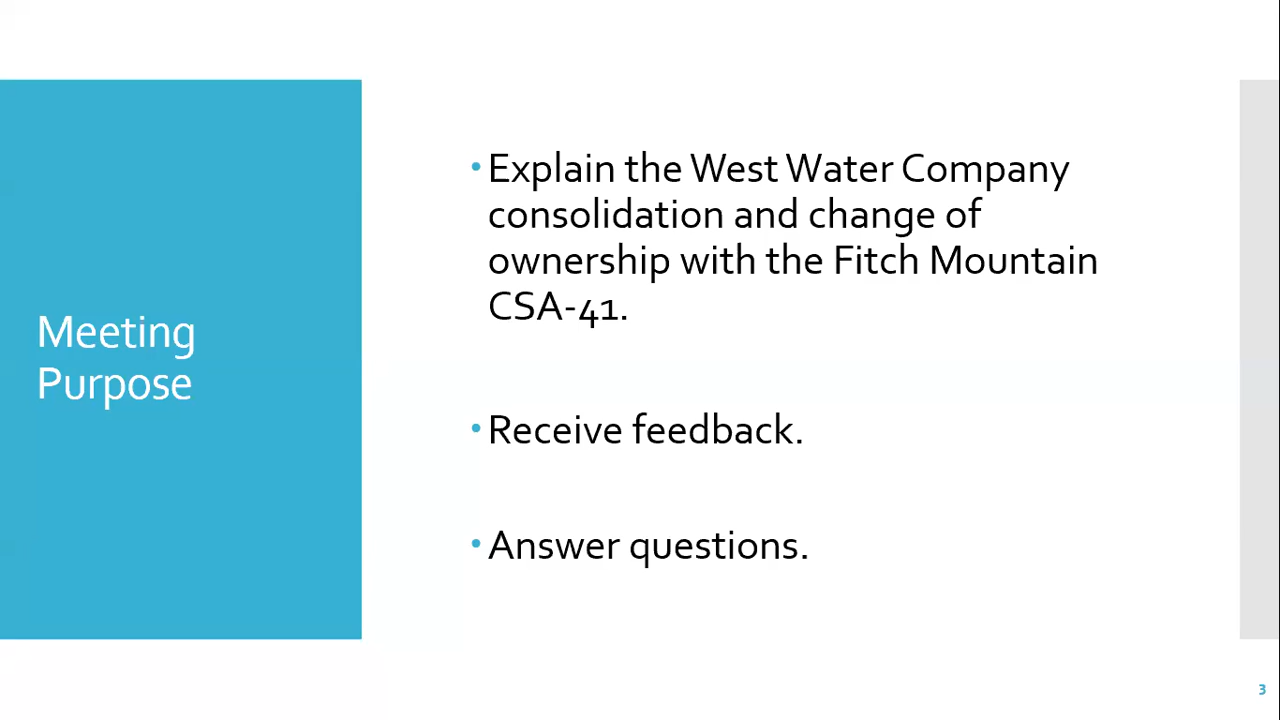 Meeting
Purpose
• Explain the West Water Company
consolidation and change of
ownership with the Fitch Mountain
CSA-41.
• Receive feedback.
• Answer questions.
3